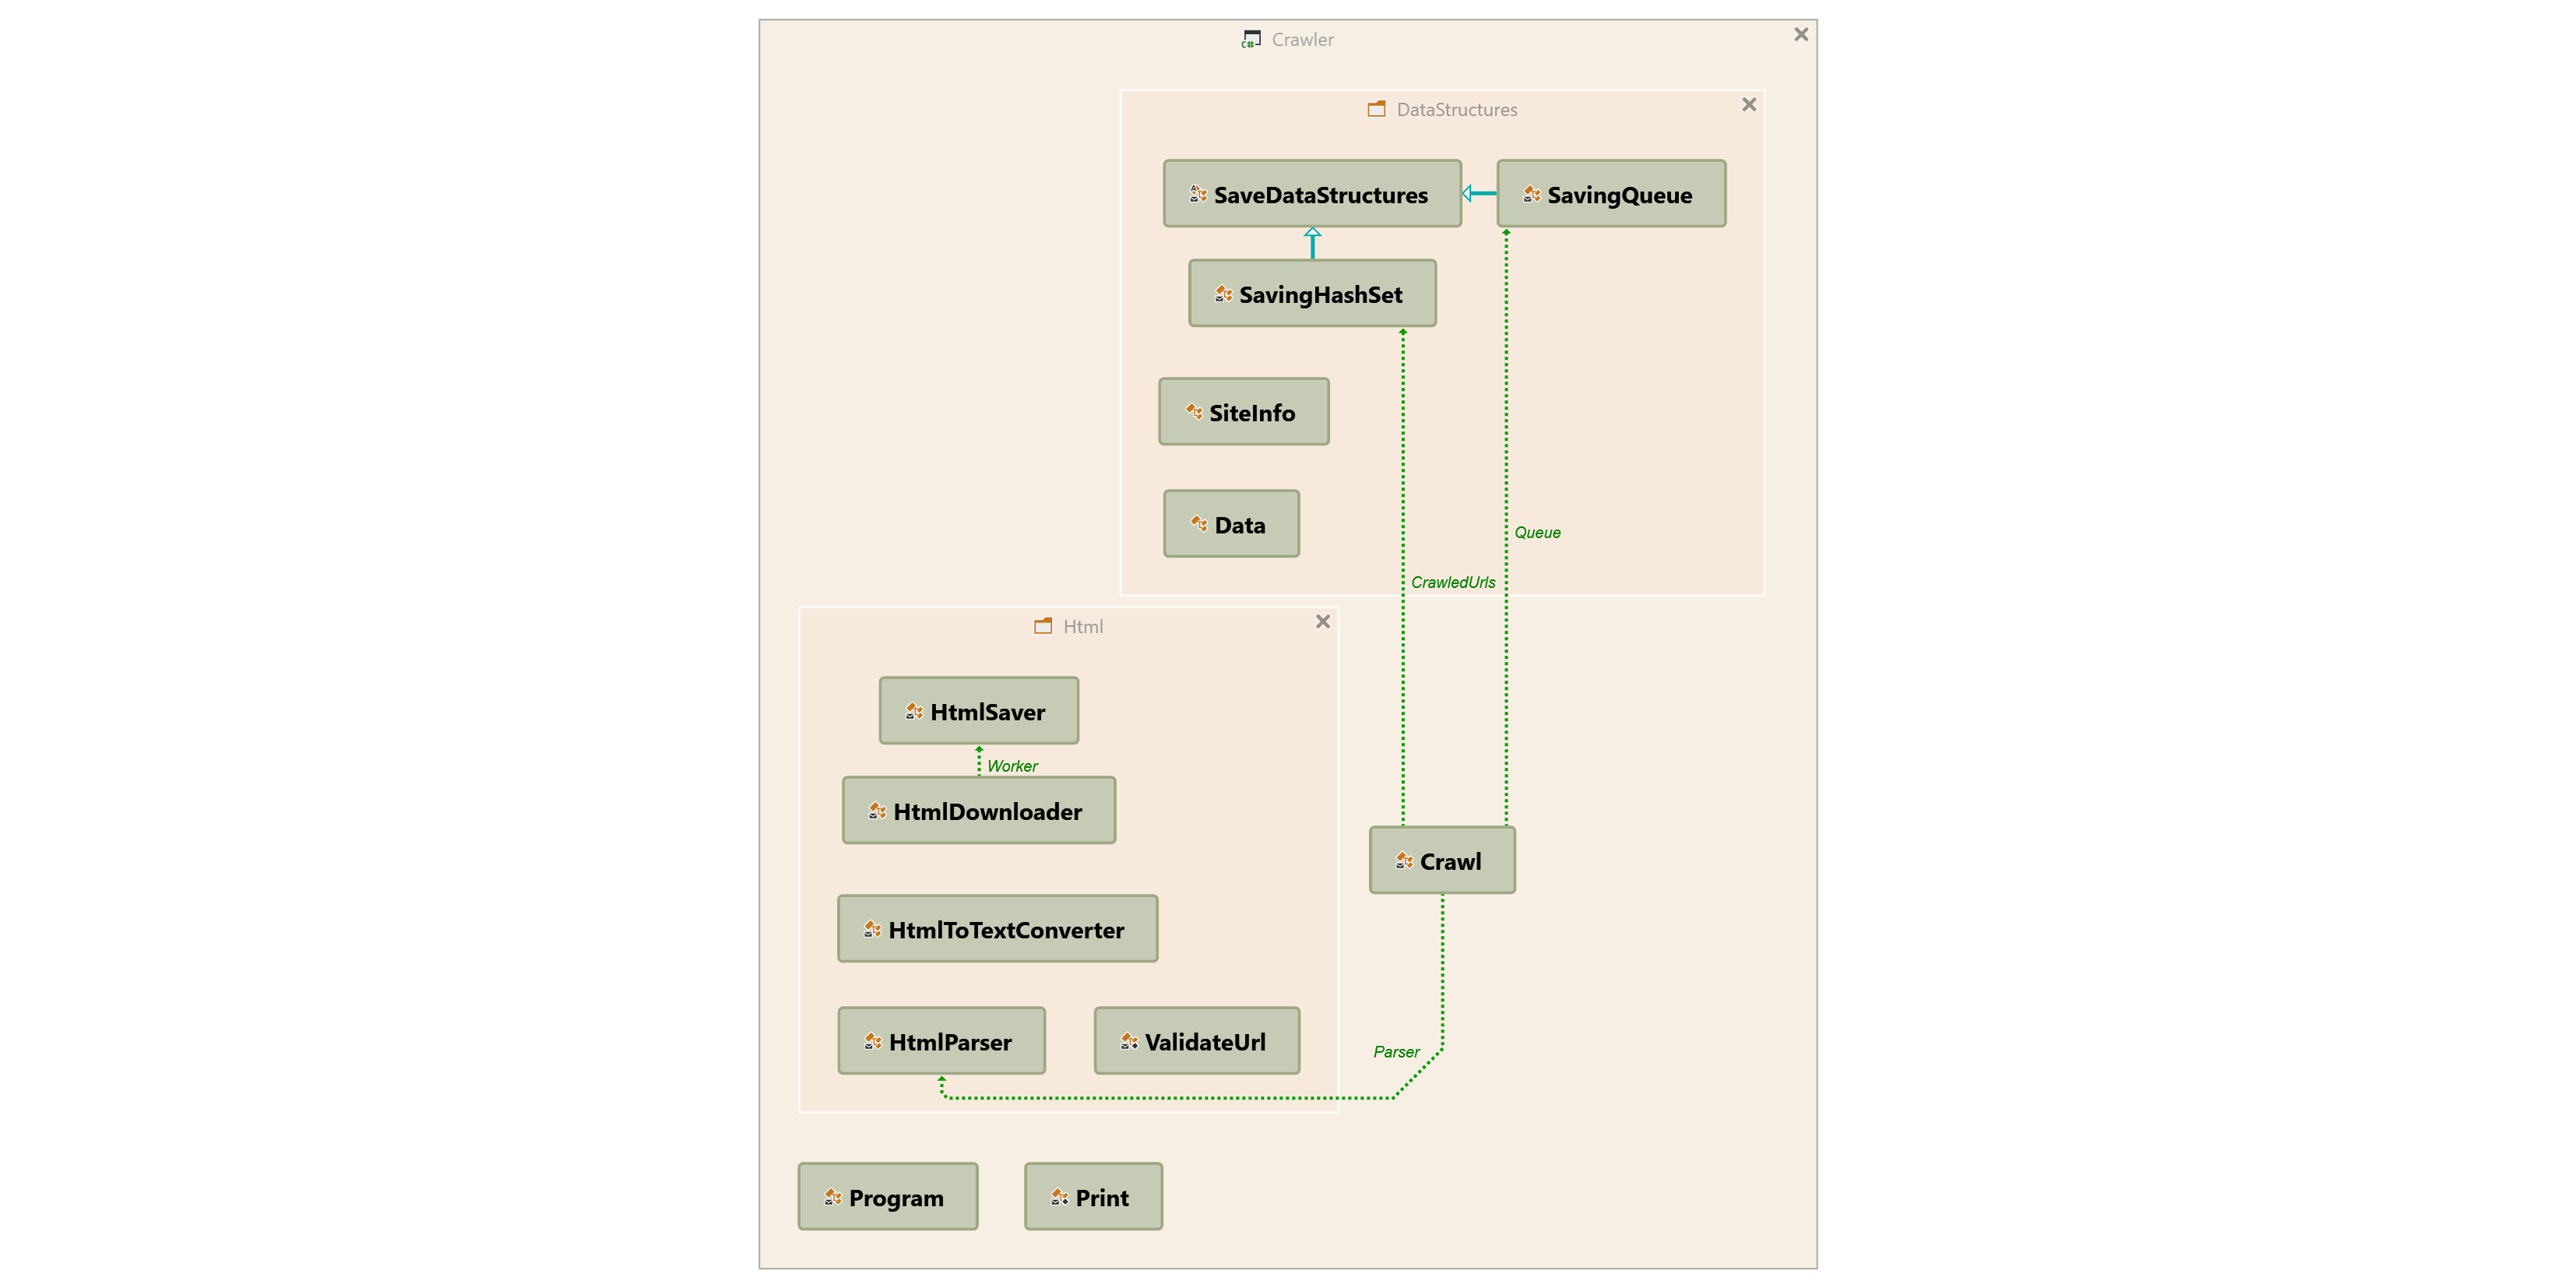 C# Crawler
DataStructures
SaveDataStructures
SavingQueue
SavingHashSet
SiteInfo
Data
Queue
CrawledUrls
Html
HtmlSaver
Worker
HtmlDownloader
Crawl
HtmlToTextConverter
HtmlParser
ValidateUrl
Parser
Program
Print